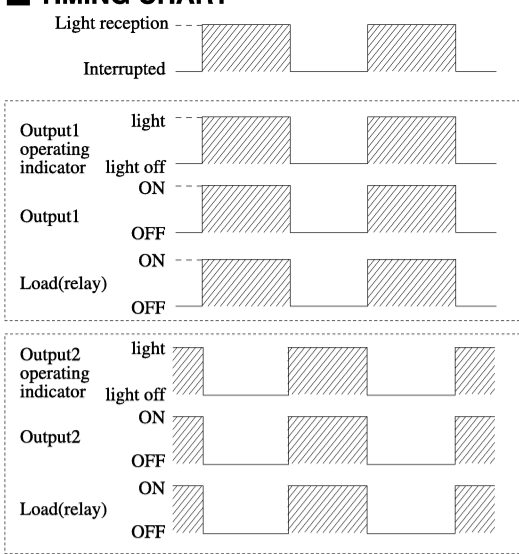 TIMING CHART
Light reception
Interrupted
Output1
operating
indicator
light
light off
Output1
ON
OFF
Load(relay)
ON
OFF
Output2
operating
indicator
light
light off
Output2
ON
OFF
Load(relay)
ON
OFF